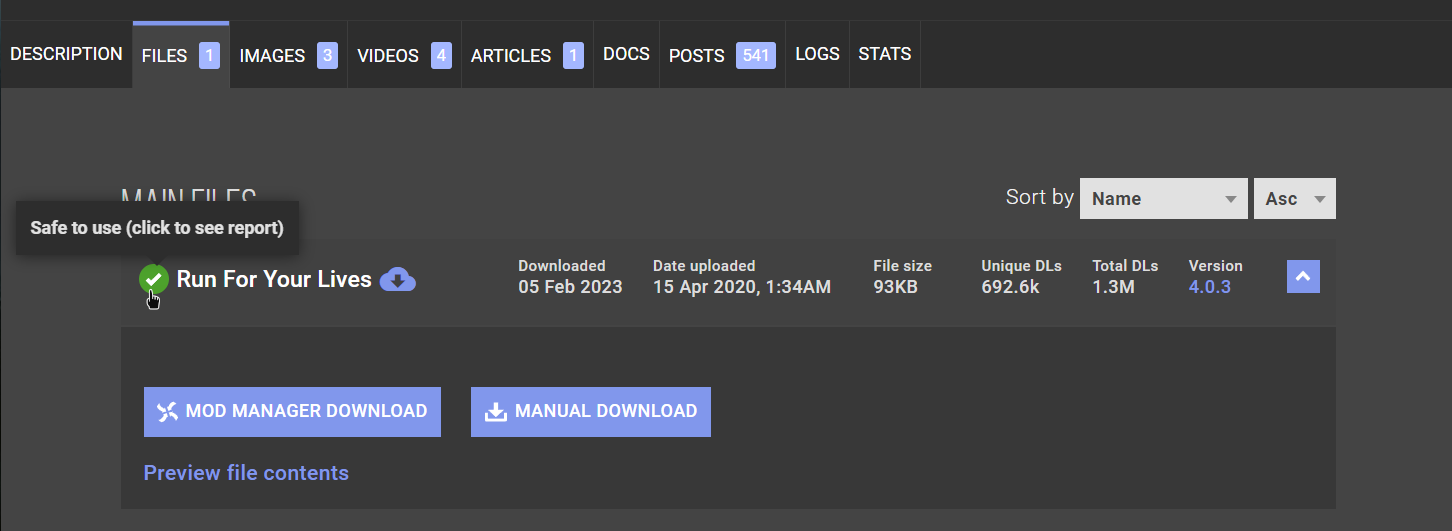 DESCRIPTION FILES 1 IMAGES 3 VIDEOS 4 ARTICLES 1 DOCS POSTS 541 LOGS STATS
MAIN FILES
Sort by Name Asc
Safe to use (click to see report)
Run For Your Lives
Downloaded Date uploaded File size Unique DLs Total DLs Version
05 Feb 2023 15 Apr 2020, 1:34AM 93KB 692.6k 1.3M 4.0.3
MOD MANAGER DOWNLOAD MANUAL DOWNLOAD
Preview file contents